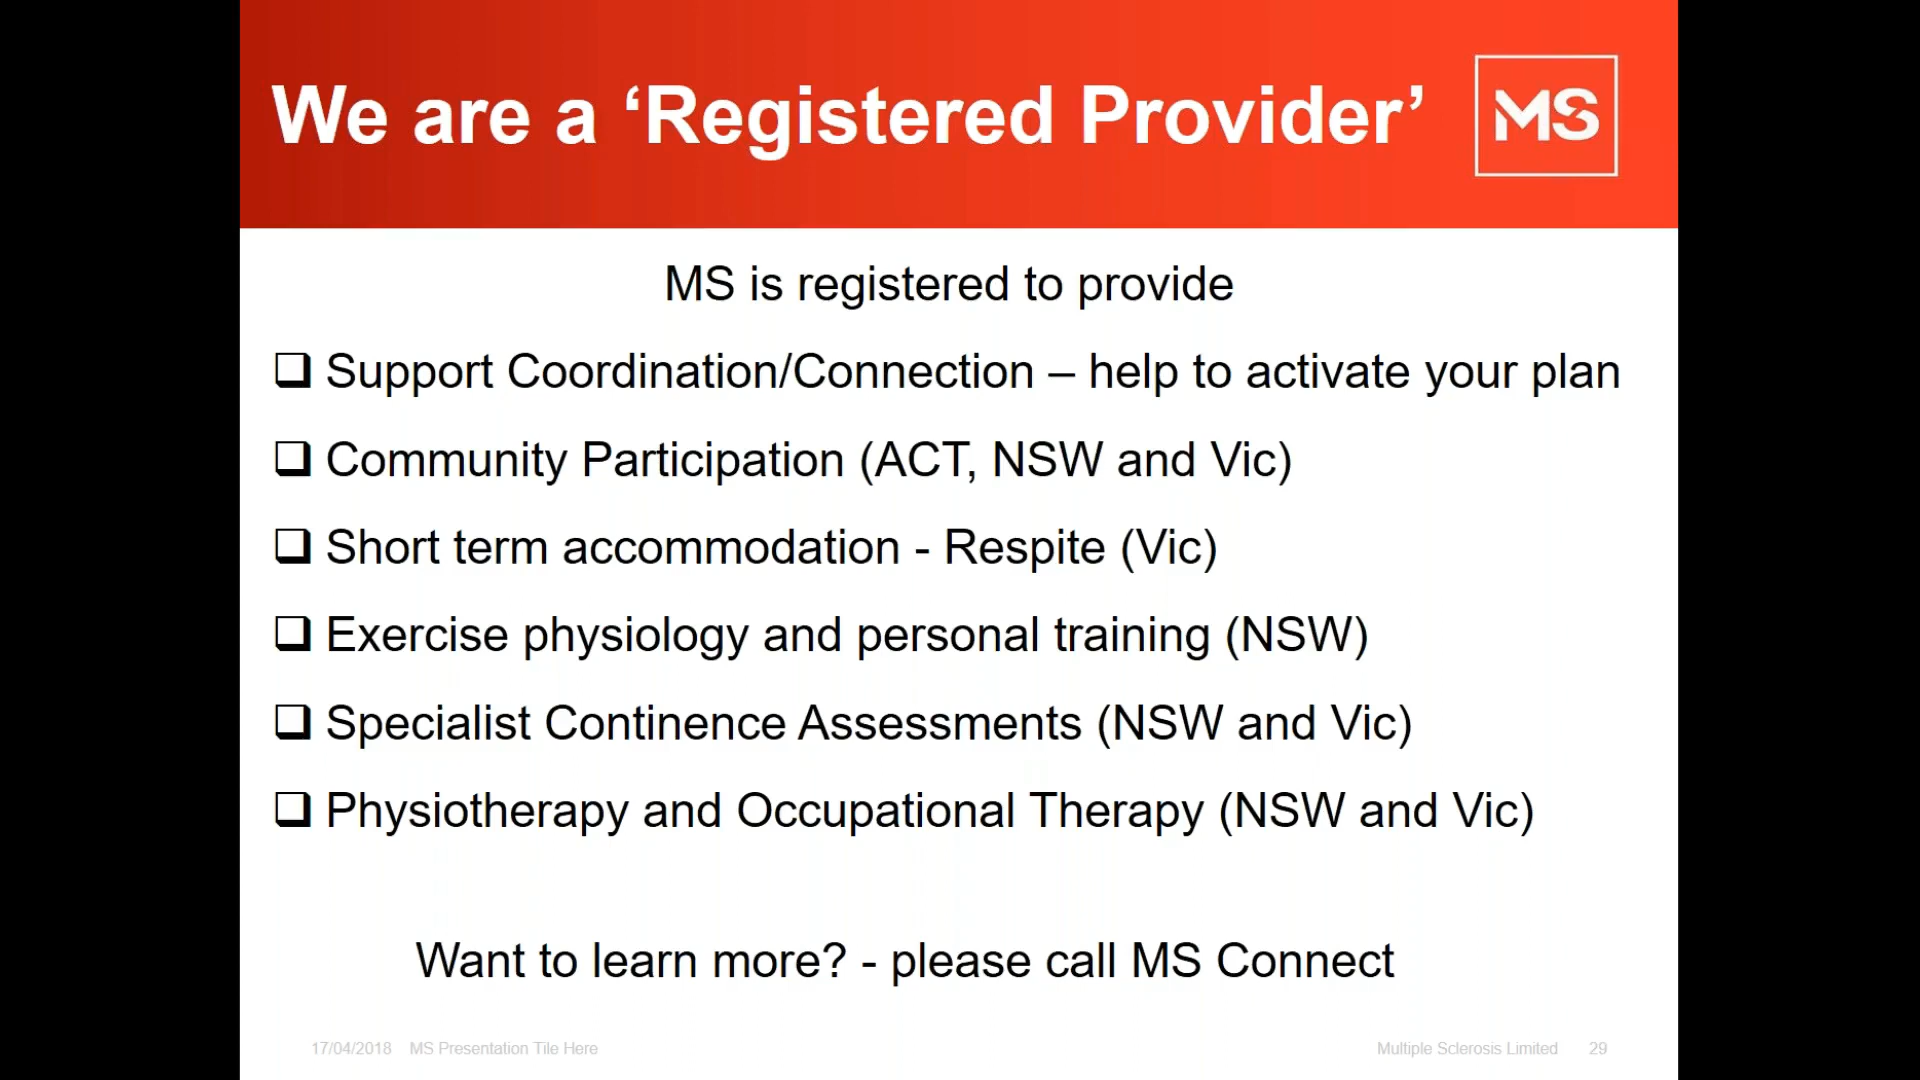 We are a ‘Registered Provider’
MS
MS is registered to provide
❑ Support Coordination/Connection – help to activate your plan
❑ Community Participation (ACT, NSW and Vic)
❑ Short term accommodation - Respite (Vic)
❑ Exercise physiology and personal training (NSW)
❑ Specialist Continence Assessments (NSW and Vic)
❑ Physiotherapy and Occupational Therapy (NSW and Vic)
Want to learn more? - please call MS Connect
17/04/2018 MS Presentation Tile Here Multiple Sclerosis Limited 29